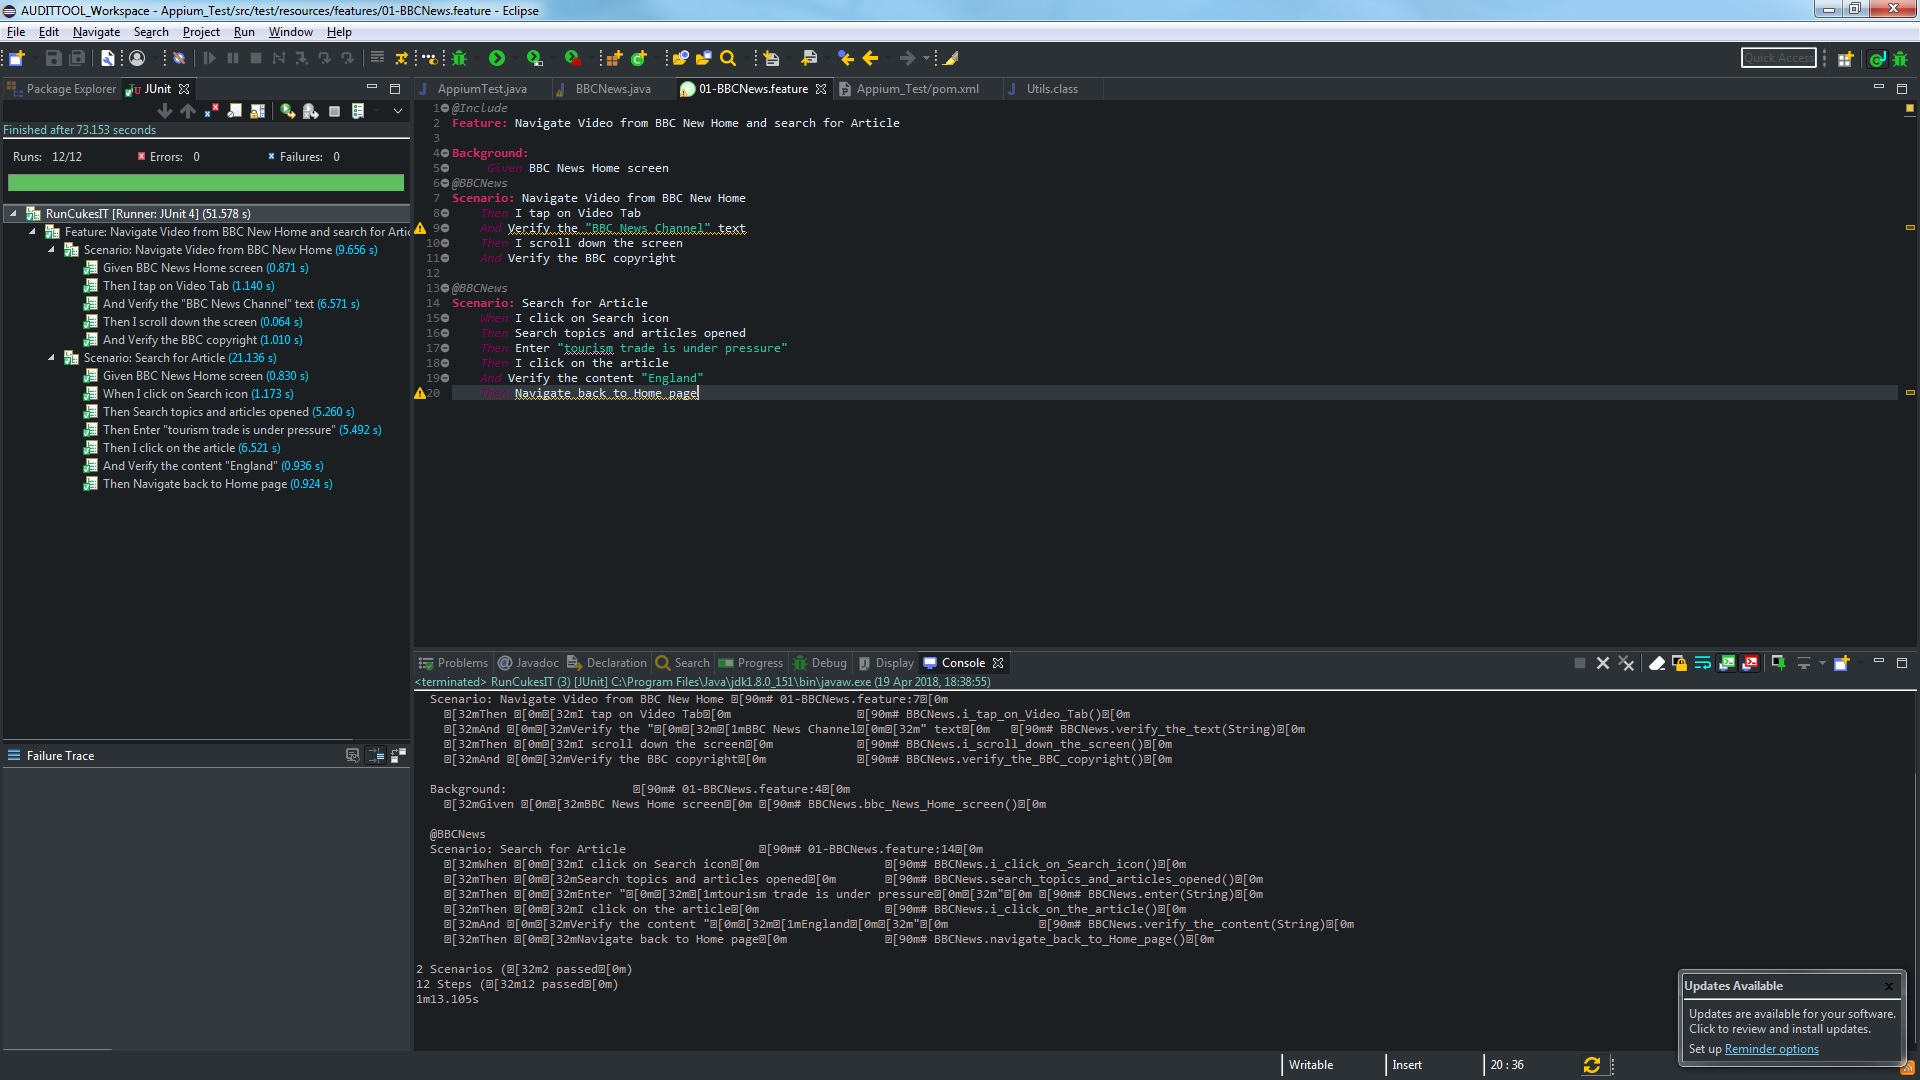 AUDITTOOL_Workspace - Appium_Test/src/test/resources/features/01-BBCNews.feature - Eclipse
File Edit Navigate Search Project Run Window Help
Quick Access
Package Explorer JUnit
Finished after 73.153 seconds
Runs: 12/12 Errors: 0 Failures: 0
RunCukesIT [Runner: JUnit 4] (51.578 s)
Feature: Navigate Video from BBC New Home and search for Artic
Scenario: Navigate Video from BBC New Home (9.656 s)
Given BBC News Home screen (0.871 s)
Then I tap on Video Tab (1.140 s)
And Verify the "BBC News Channel" text (6.571 s)
Then I scroll down the screen (0.064 s)
And Verify the BBC copyright (1.010 s)
Scenario: Search for Article (21.136 s)
Given BBC News Home screen (0.830 s)
When I click on Search icon (1.173 s)
Then Search topics and articles opened (5.260 s)
Then Enter "tourism trade is under pressure" (5.492 s)
Then I click on the article (6.521 s)
And Verify the content "England" (0.936 s)
Then Navigate back to Home page (0.924 s)
Failure Trace
AppiumTest.java BBCNews.java 01-BBCNews.feature Appium_Test/pom.xml Utils.class
1 @Include
2 Feature: Navigate Video from BBC New Home and search for Article
3
4 Background:
5 Given BBC News Home screen
6 @BBCNews
7 Scenario: Navigate Video from BBC New Home
8 Then I tap on Video Tab
9 And Verify the "BBC News Channel" text
10 Then I scroll down the screen
11 And Verify the BBC copyright
12
13 @BBCNews
14 Scenario: Search for Article
15 When I click on Search icon
16 Then Search topics and articles opened
17 Then Enter "tourism trade is under pressure"
18 Then I click on the article
19 And Verify the content "England"
20 Then Navigate back to Home page
Problems Javadoc Declaration Search Progress Debug Display Console
<terminated> RunCukesIT (3) [JUnit] C:\Program Files\Java\jdk1.8.0_151\bin\javaw.exe (19 Apr 2018, 18:38:55)
Scenario: Navigate Video from BBC New Home [90m# 01-BBCNews.feature:7[0m
[32mThen [0m[32mI tap on Video Tab[0m [90m# BBCNews.i_tap_on_Video_Tab()[0m
[32mAnd [0m[32mVerify the "[0m[32m[1mBBC News Channel[0m[32m" text[0m [90m# BBCNews.verify_the_text(String)[0m
[32mThen [0m[32mI scroll down the screen[0m [90m# BBCNews.i_scroll_down_the_screen()[0m
[32mAnd [0m[32mVerify the BBC copyright[0m [90m# BBCNews.verify_the_BBC_copyright()[0m
Background: [90m# 01-BBCNews.feature:4[0m
[32mGiven [0m[32mBBC News Home screen[0m [90m# BBCNews.bbc_News_Home_screen()[0m
@BBCNews
Scenario: Search for Article [90m# 01-BBCNews.feature:14[0m
[32mWhen [0m[32mI click on Search icon[0m [90m# BBCNews.i_click_on_Search_icon()[0m
[32mThen [0m[32mSearch topics and articles opened[0m [90m# BBCNews.search_topics_and_articles_opened()[0m
[32mThen [0m[32mEnter "[0m[32m[1mtourism trade is under pressure[0m[32m"[0m [90m# BBCNews.enter(String)[0m
[32mThen [0m[32mI click on the article[0m [90m# BBCNews.i_click_on_the_article()[0m
[32mAnd [0m[32mVerify the content "[0m[32m[1mEngland[0m[32m"[0m [90m# BBCNews.verify_the_content(String)[0m
[32mThen [0m[32mNavigate back to Home page[0m [90m# BBCNews.navigate_back_to_Home_page()[0m
2 Scenarios ([32m2 passed[0m)
12 Steps ([32m12 passed[0m)
1m13.105s
Updates Available
Updates are available for your software.
Click to review and install updates.
Set up Reminder options
Writable Insert 20 : 36